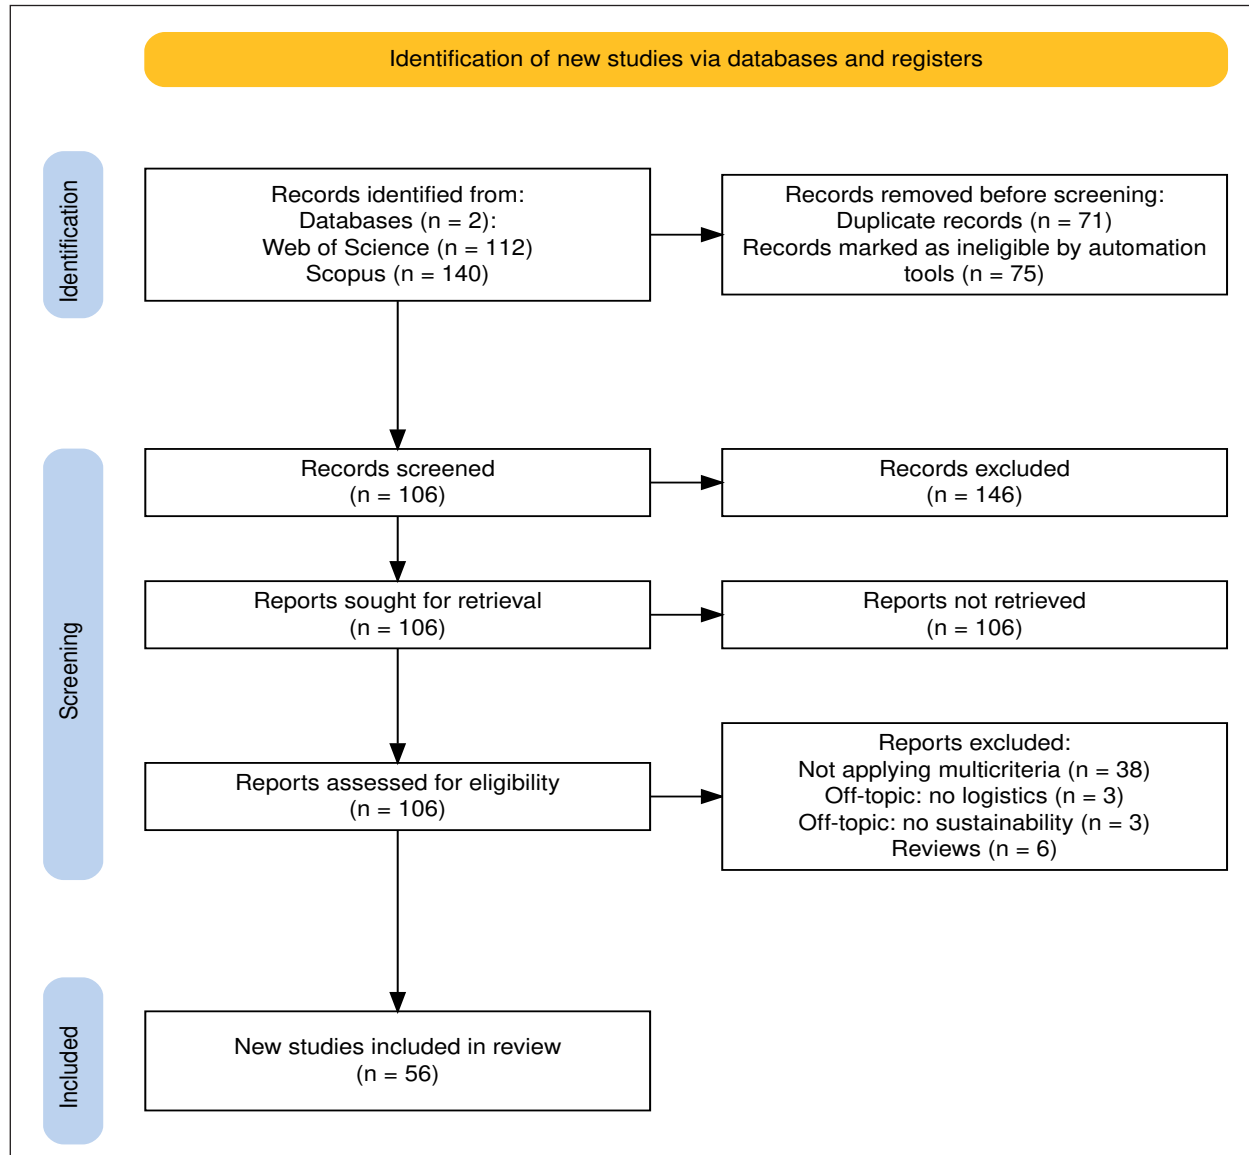 Identification of new studies via databases and registers
Identification
Records identified from:
Databases (n = 2):
Web of Science (n = 112)
Scopus (n = 140)
Records removed before screening:
Duplicate records (n = 71)
Records marked as ineligible by automation
tools (n = 75)
Screening
Records screened
(n = 106)
Records excluded
(n = 146)
Reports sought for retrieval
(n = 106)
Reports not retrieved
(n = 106)
Reports assessed for eligibility
(n = 106)
Reports excluded:
Not applying multicriteria (n = 38)
Off-topic: no logistics (n = 3)
Off-topic: no sustainability (n = 3)
Reviews (n = 6)
Included
New studies included in review
(n = 56)